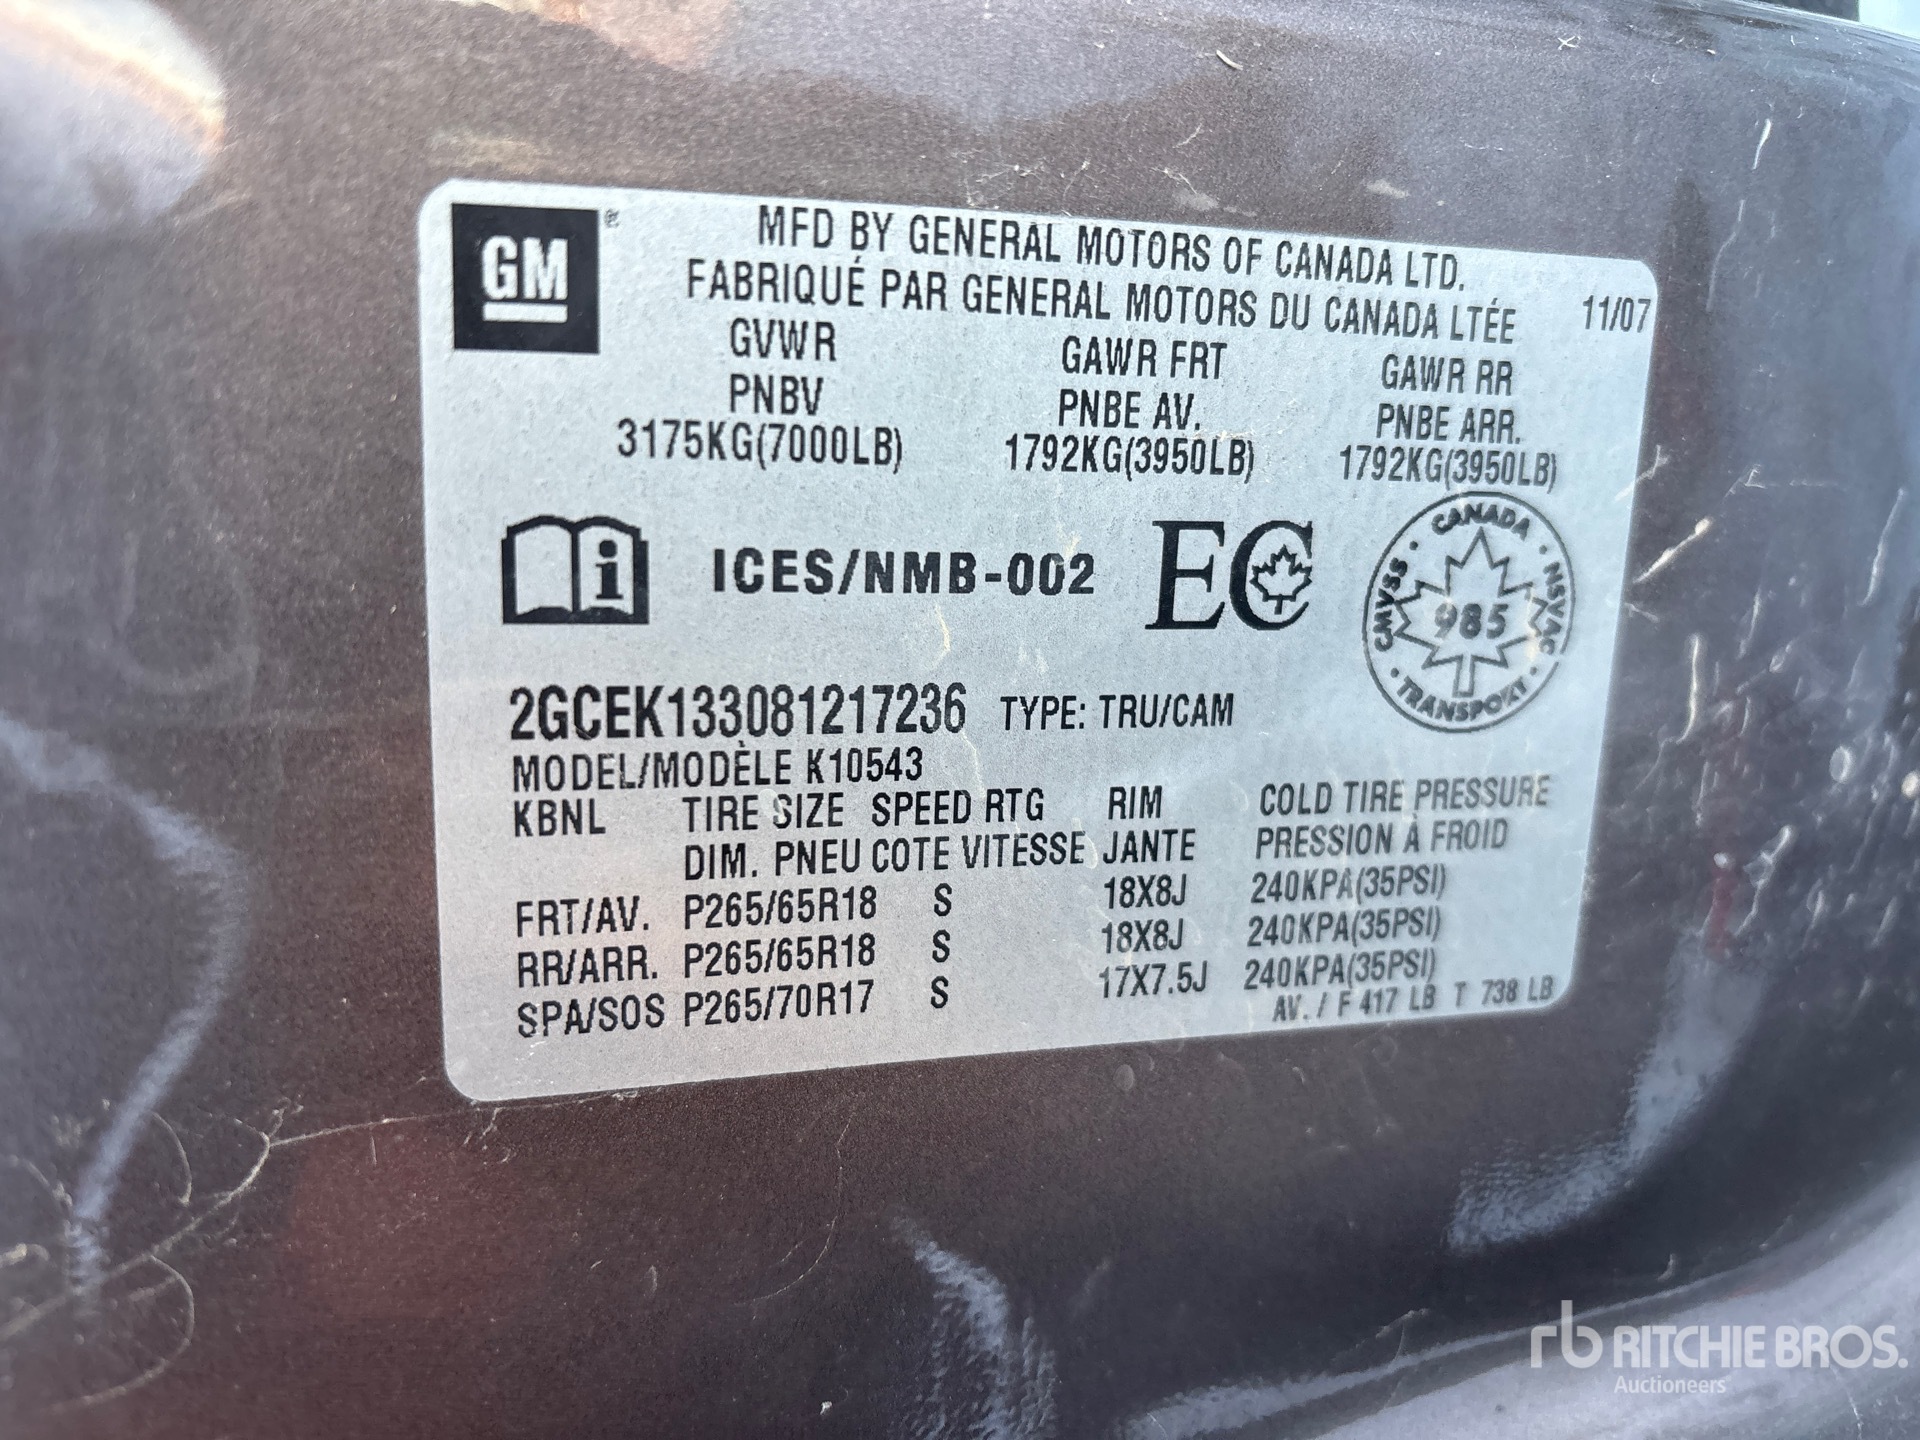 GM ®
MFD BY GENERAL MOTORS OF CANADA LTD.
FABRIQUÉ PAR GENERAL MOTORS DU CANADA LTÉE 11/07
GVWR GAWR FRT GAWR RR
PNBV PNBE AV. PNBE ARR.
3175KG(7000LB) 1792KG(3950LB) 1792KG(3950LB)
i ICES/NMB-002 EC CANADA CMVSS NSVAC 985 TRANSPORT
2GCEK133081217236 TYPE: TRU/CAM
MODEL/MODÈLE K10543
KBNL TIRE SIZE SPEED RTG RIM COLD TIRE PRESSURE
DIM. PNEU COTE VITESSE JANTE PRESSION À FROID
FRT/AV. P265/65R18 S 18X8J 240KPA(35PSI)
RR/ARR. P265/65R18 S 18X8J 240KPA(35PSI)
SPA/SOS P265/70R17 S 17X7.5J 240KPA(35PSI)
AV. / F 417 LB T 738 LB
rb RITCHIE BROS.
Auctioneers